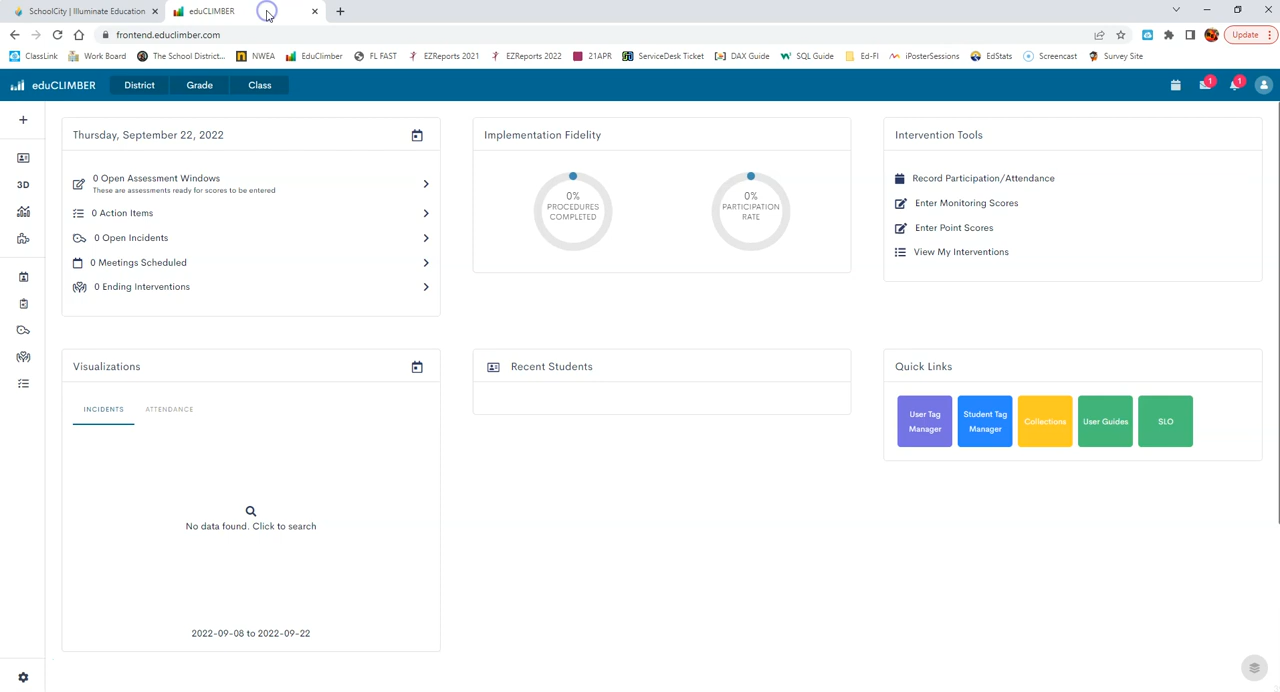 SchoolCity | Illuminate Education
eduCLIMBER
frontend.educlimber.com
Update
ClassLink
Work Board
The School District...
NWEA
EduClimber
FL FAST
EZReports 2021
EZReports 2022
21APR
ServiceDesk Ticket
DAX Guide
SQL Guide
Ed-FI
iPosterSessions
EdStats
Screencast
Survey Site
eduCLIMBER
District
Grade
Class
1
1
Thursday, September 22, 2022
0 Open Assessment Windows
These are assessments ready for scores to be entered
0 Action Items
0 Open Incidents
0 Meetings Scheduled
0 Ending Interventions
Implementation Fidelity
0%
PROCEDURES
COMPLETED
0%
PARTICIPATION
RATE
Intervention Tools
Record Participation/Attendance
Enter Monitoring Scores
Enter Point Scores
View My Interventions
3D
Visualizations
INCIDENTS
ATTENDANCE
No data found. Click to search
2022-09-08 to 2022-09-22
Recent Students
Quick Links
User Tag
Manager
Student Tag
Manager
Collections
User Guides
SLO